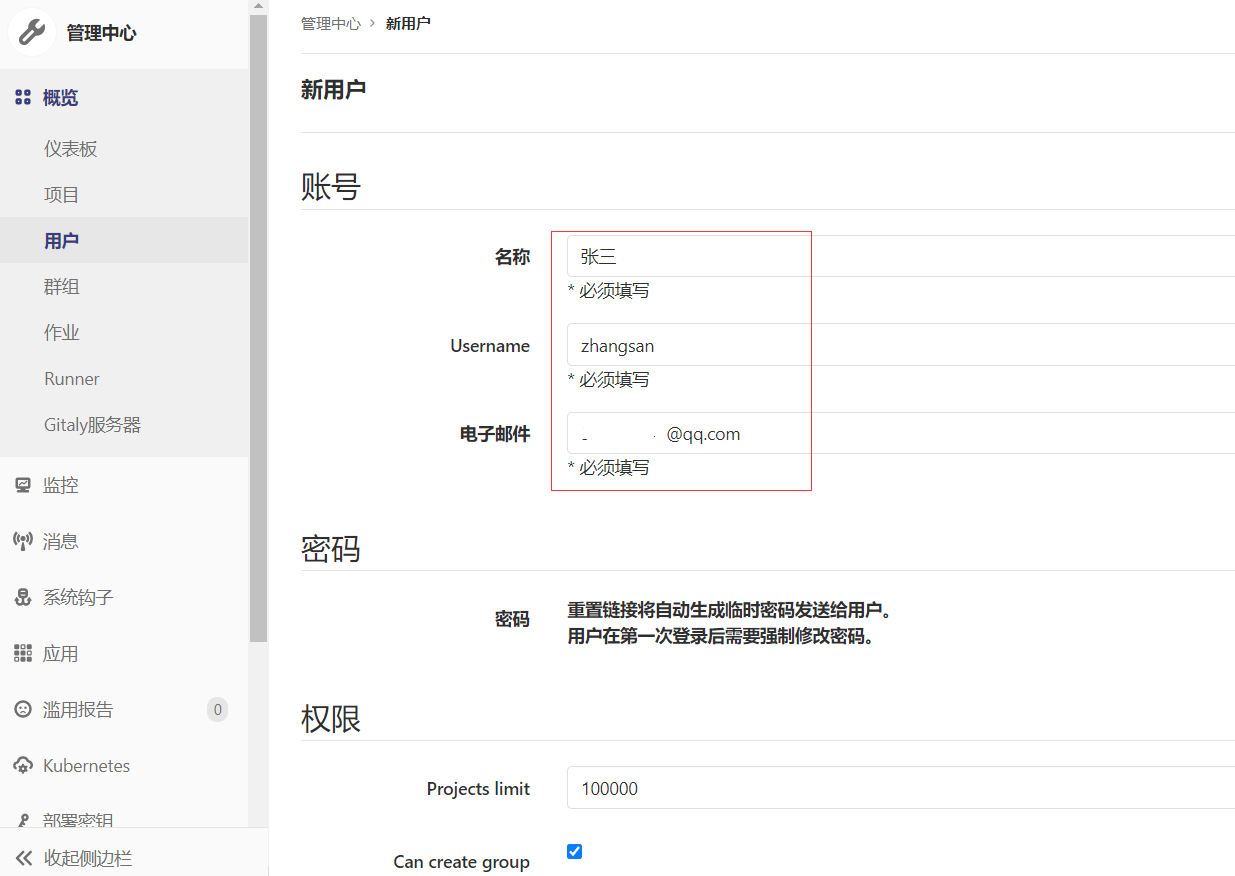 管理中心
概览
仪表板
项目
用户
群组
作业
Runner
Gitaly服务器
监控
消息
系统钩子
应用
滥用报告 0
Kubernetes
部署密钥
收起侧边栏
管理中心 > 新用户
新用户
账号
名称 张三
* 必须填写
Username zhangsan
* 必须填写
电子邮件 @qq.com
* 必须填写
密码
密码 重置链接将自动生成临时密码发送给用户。
用户在第一次登录后需要强制修改密码。
权限
Projects limit 100000
Can create group